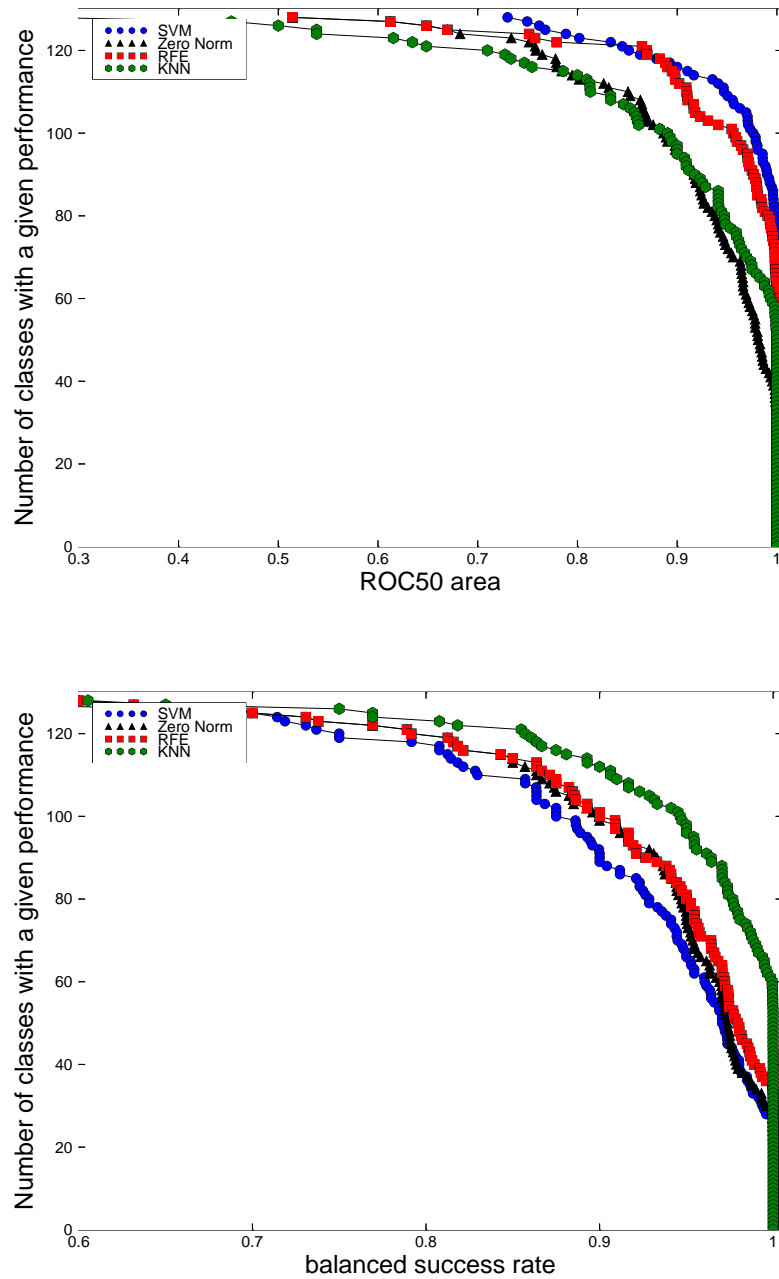 120
100
80
60
40
20
0
Number of classes with a given performance
SVM
Zero Norm
RFE
KNN
0.3 0.4 0.5 0.6 0.7 0.8 0.9 1
ROC50 area
120
100
80
60
40
20
0
Number of classes with a given performance
SVM
Zero Norm
RFE
KNN
0.6 0.7 0.8 0.9 1
balanced success rate